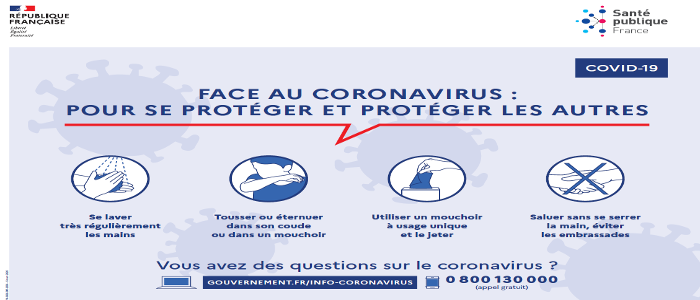 RÉPUBLIQUE
FRANÇAISE
Liberté
Égalité
Fraternité
Santé
publique
France
COVID-19
FACE AU CORONAVIRUS :
POUR SE PROTÉGER ET PROTÉGER LES AUTRES
Se laver
très régulièrement
les mains
Tousser ou éternuer
dans son coude
ou dans un mouchoir
Utiliser un mouchoir
à usage unique
et le jeter
Saluer sans se serrer
la main, éviter
les embrassades
Vous avez des questions sur le coronavirus ?
GOUVERNEMENT.FR/INFO-CORONAVIRUS
0 800 130 000
(appel gratuit)